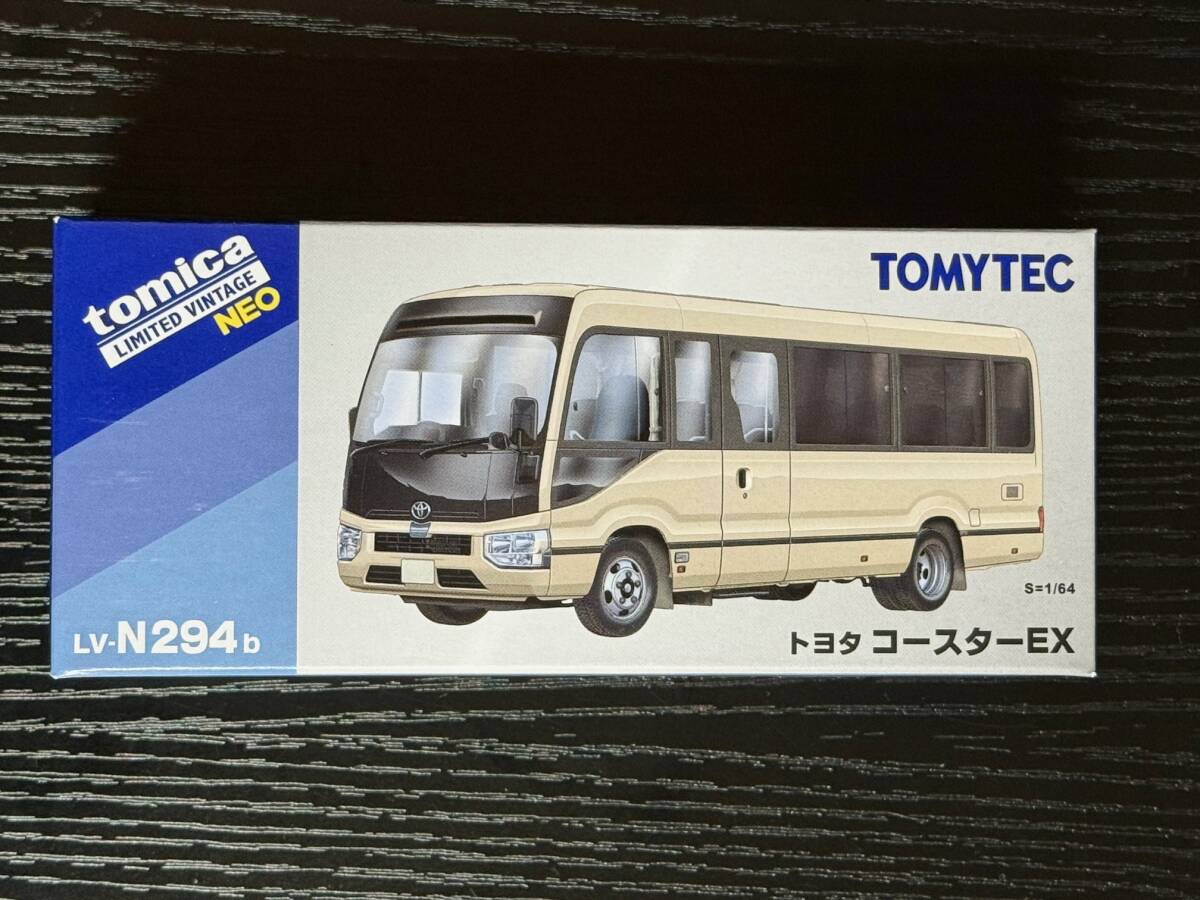 tomica
LIMITED VINTAGE
NEO
TOMYTEC
S=1/64
LV-N294b
トヨタ コースターEX